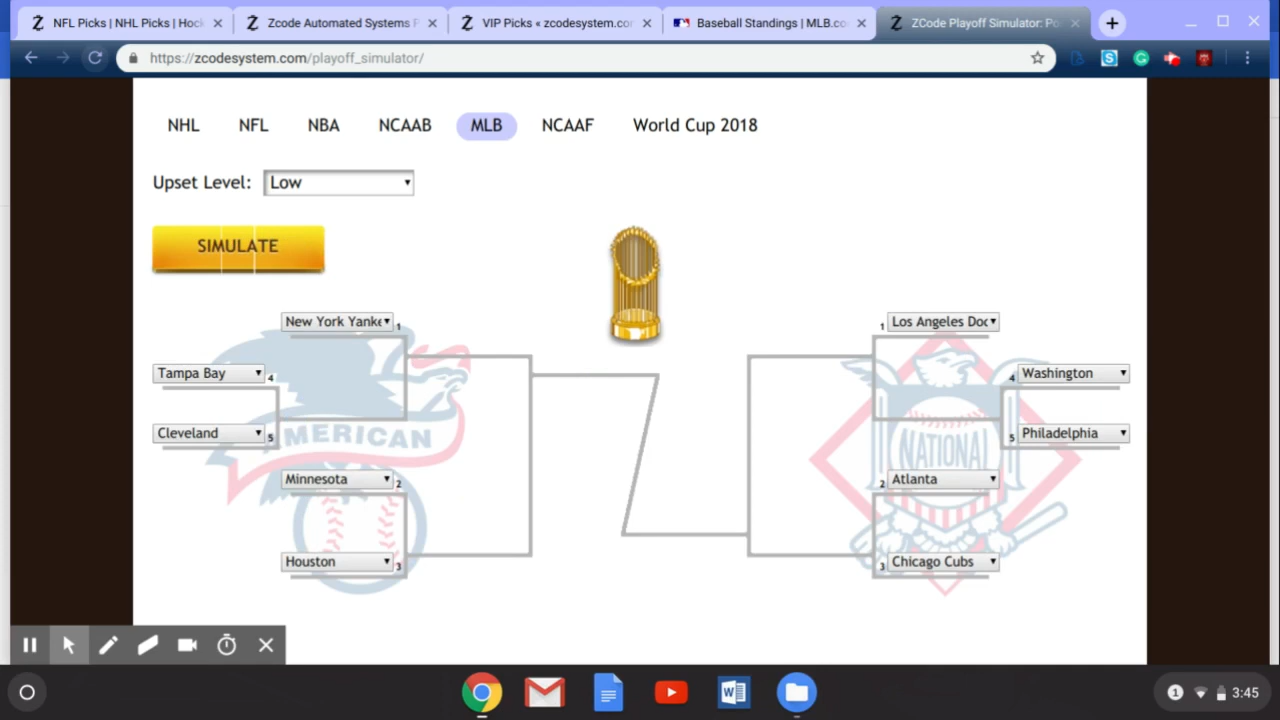 NFL Picks | NHL Picks | Hock
Zcode Automated Systems P
VIP Picks « zcodesystem.com
Baseball Standings | MLB.co
ZCode Playoff Simulator: Po
https://zcodesystem.com/playoff_simulator/
NHL NFL NBA NCAAB MLB NCAAF World Cup 2018
Upset Level: Low
SIMULATE
New York Yanke 1
1 Los Angeles Doc
Tampa Bay 4
4 Washington
Cleveland 5
5 Philadelphia
AMERICAN
NATIONAL
Minnesota 2
2 Atlanta
Houston 3
3 Chicago Cubs
1 3:45